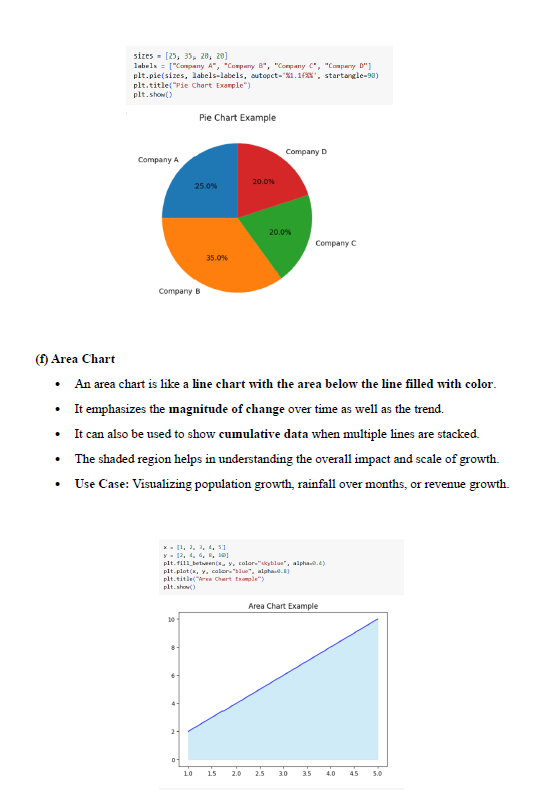 sizes = [25, 35, 20, 20]
labels = ["Company A", "Company B", "Company C", "Company D"]
plt.pie(sizes, labels=labels, autopct='%1.1f%%', startangle=90)
plt.title("Pie Chart Example")
plt.show()
Pie Chart Example
Company D
Company A
20.0%
25.0%
20.0%
Company C
35.0%
Company B
(f) Area Chart
• An area chart is like a line chart with the area below the line filled with color.
• It emphasizes the magnitude of change over time as well as the trend.
• It can also be used to show cumulative data when multiple lines are stacked.
• The shaded region helps in understanding the overall impact and scale of growth.
• Use Case: Visualizing population growth, rainfall over months, or revenue growth.
x = [1, 2, 3, 4, 5]
y = [2, 4, 6, 8, 10]
plt.fill_between(x, y, color="skyblue", alpha=0.4)
plt.plot(x, y, color="blue", alpha=0.8)
plt.title("Area Chart Example")
plt.show()
Area Chart Example
10
8
6
4
2
0
1.0 1.5 2.0 2.5 3.0 3.5 4.0 4.5 5.0